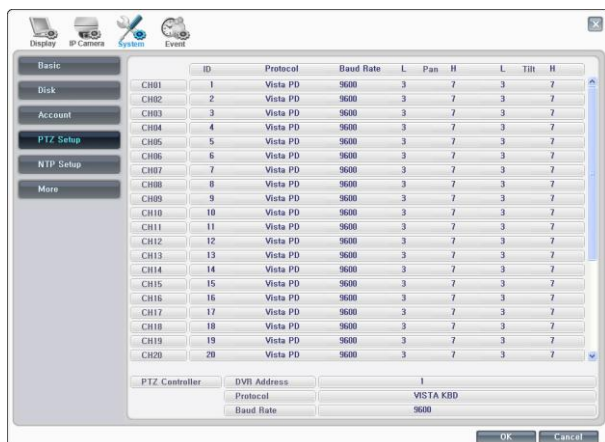 Display IP Camera System Event
Basic
Disk
Account
PTZ Setup
NTP Setup
More
ID Protocol Baud Rate L Pan H L Tilt H
CH01 1 Vista PD 9600 3 7 3 7
CH02 2 Vista PD 9600 3 7 3 7
CH03 3 Vista PD 9600 3 7 3 7
CH04 4 Vista PD 9600 3 7 3 7
CH05 5 Vista PD 9600 3 7 3 7
CH06 6 Vista PD 9600 3 7 3 7
CH07 7 Vista PD 9600 3 7 3 7
CH08 8 Vista PD 9600 3 7 3 7
CH09 9 Vista PD 9600 3 7 3 7
CH10 10 Vista PD 9600 3 7 3 7
CH11 11 Vista PD 9600 3 7 3 7
CH12 12 Vista PD 9600 3 7 3 7
CH13 13 Vista PD 9600 3 7 3 7
CH14 14 Vista PD 9600 3 7 3 7
CH15 15 Vista PD 9600 3 7 3 7
CH16 16 Vista PD 9600 3 7 3 7
CH17 17 Vista PD 9600 3 7 3 7
CH18 18 Vista PD 9600 3 7 3 7
CH19 19 Vista PD 9600 3 7 3 7
CH20 20 Vista PD 9600 3 7 3 7
PTZ Controller DVR Address 1
Protocol VISTA KBD
Baud Rate 9600
OK Cancel